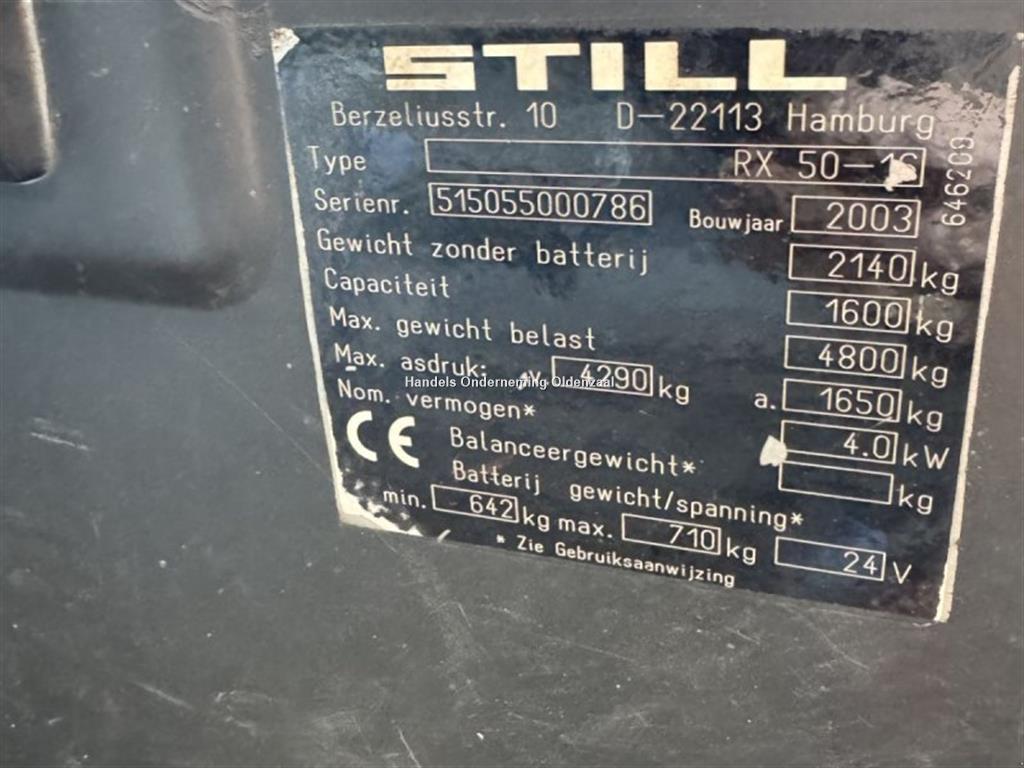 STILL
Berzeliusstr. 10 D-22113 Hamburg
Type RX 50-16
646209
Serienr. 515055000786 Bouwjaar 2003
Gewicht zonder batterij 2140 kg
Capaciteit 1600 kg
Max. gewicht belast 4800 kg
Max. asdruk: v. 4290 kg a. 1650 kg
Handels Onderneming Oldenzaal
Nom. vermogen* 4.0 kW
CE Balanceergewicht* kg
Batterij gewicht/spanning*
min. 642 kg max. 710 kg 24 V
* Zie Gebruiksaanwijzing